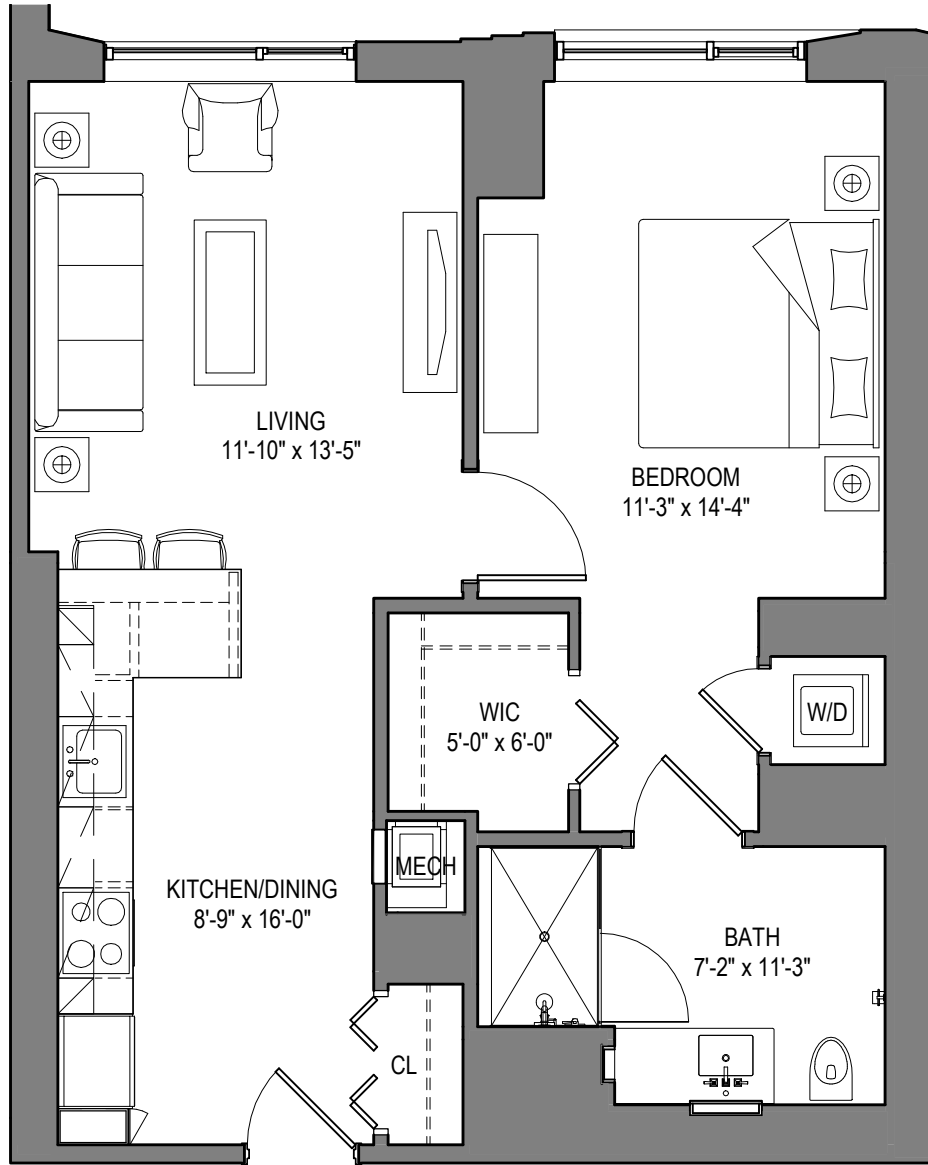 LIVING
11'-10" x 13'-5"
BEDROOM
11'-3" x 14'-4"
WIC
5'-0" x 6'-0"
W/D
MECH
KITCHEN/DINING
8'-9" x 16'-0"
BATH
7'-2" x 11'-3"
CL